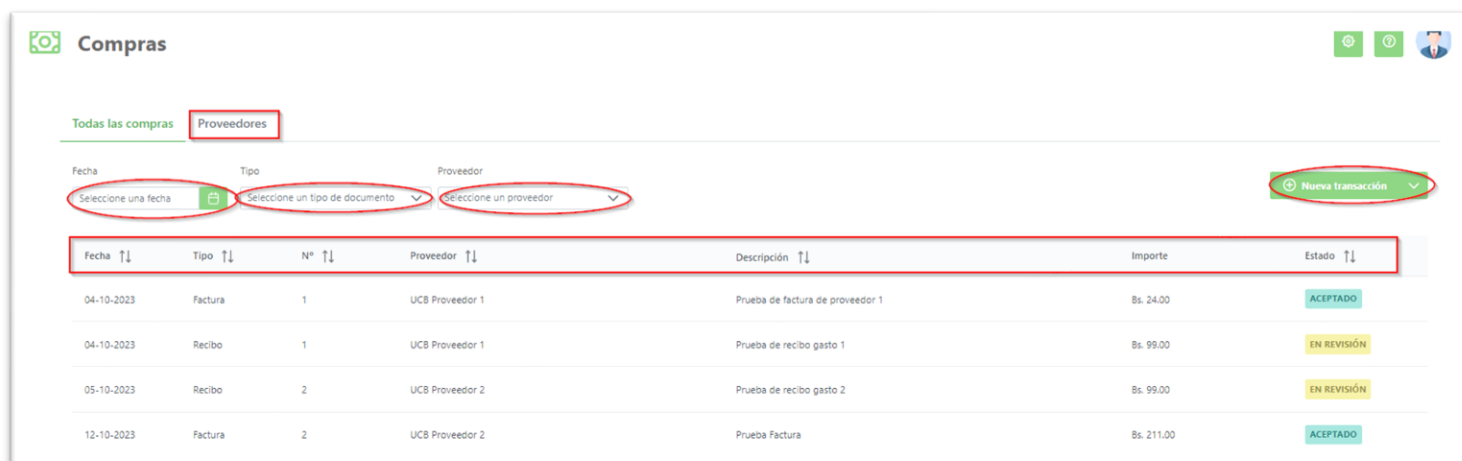 Compras
Todas las compras Proveedores
Fecha Tipo Proveedor
Seleccione una fecha Seleccione un tipo de documento Seleccione un proveedor Nueva transacción
Fecha Tipo N° Proveedor Descripción Importe Estado
04-10-2023 Factura 1 UCB Proveedor 1 Prueba de factura de proveedor 1 Bs. 24.00 ACEPTADO
04-10-2023 Recibo 1 UCB Proveedor 1 Prueba de recibo gasto 1 Bs. 99.00 EN REVISIÓN
05-10-2023 Recibo 2 UCB Proveedor 2 Prueba de recibo gasto 2 Bs. 99.00 EN REVISIÓN
12-10-2023 Factura 2 UCB Proveedor 2 Prueba Factura Bs. 211.00 ACEPTADO